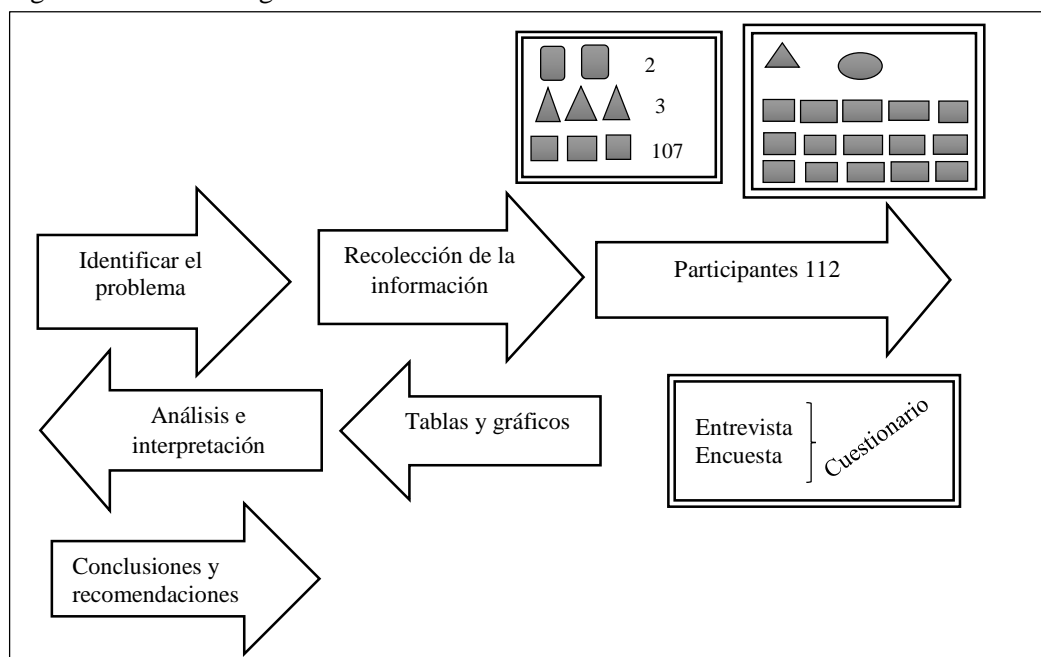 2
3
107
Identificar el
problema
Recolección de la
información
Participantes 112
Análisis e
interpretación
Tablas y gráficos
Entrevista
Encuesta
Cuestionario
Conclusiones y
recomendaciones